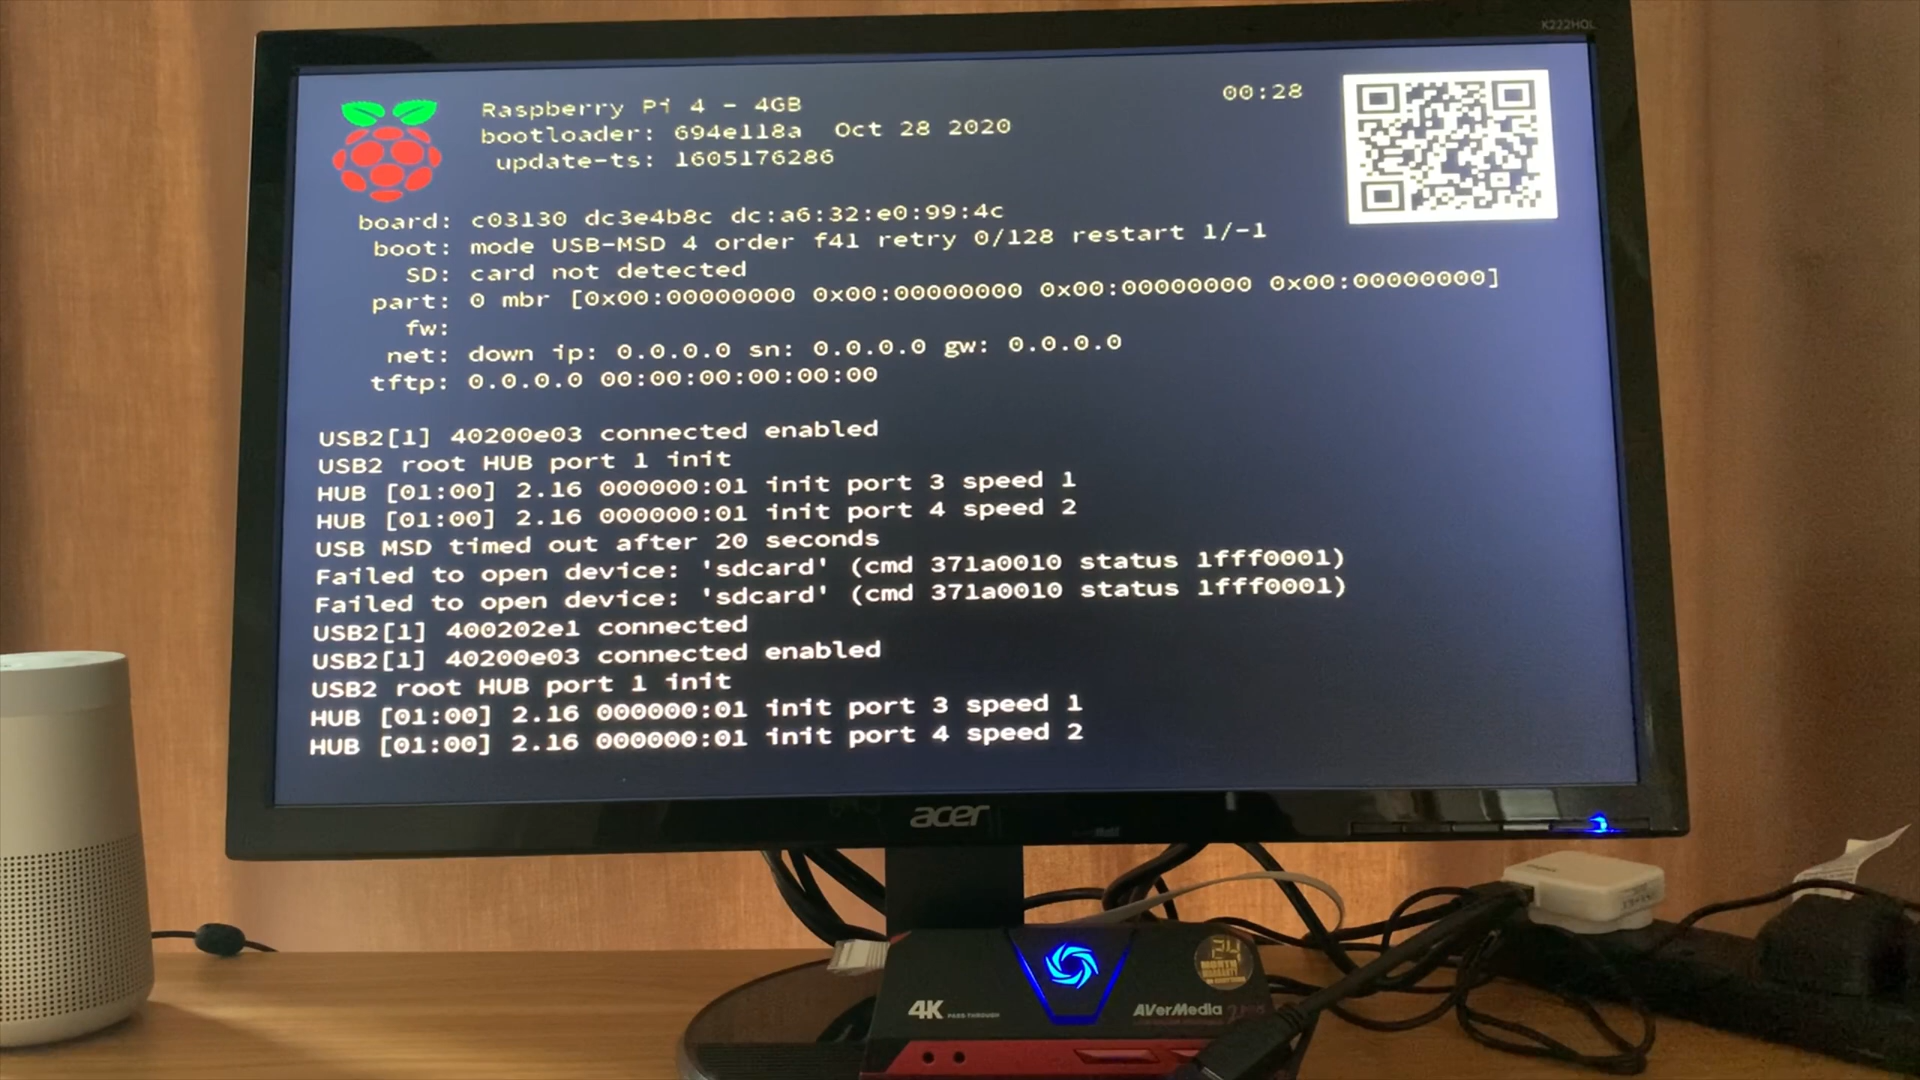 K222HQL
Raspberry Pi 4 - 4GB
00:28
bootloader: 694e118a Oct 28 2020
update-ts: 1605176286
board: c03130 dc3e4b8c dc:a6:32:e0:99:4c
boot: mode USB-MSD 4 order f41 retry 0/128 restart 1/-1
SD: card not detected
part: 0 mbr [0x00:00000000 0x00:00000000 0x00:00000000 0x00:00000000]
fw:
net: down ip: 0.0.0.0 sn: 0.0.0.0 gw: 0.0.0.0
tftp: 0.0.0.0 00:00:00:00:00:00
USB2[1] 40200e03 connected enabled
USB2 root HUB port 1 init
HUB [01:00] 2.16 000000:01 init port 3 speed 1
HUB [01:00] 2.16 000000:01 init port 4 speed 2
USB MSD timed out after 20 seconds
Failed to open device: 'sdcard' (cmd 371a0010 status 1fff0001)
Failed to open device: 'sdcard' (cmd 371a0010 status 1fff0001)
USB2[1] 400202e1 connected
USB2[1] 40200e03 connected enabled
USB2 root HUB port 1 init
HUB [01:00] 2.16 000000:01 init port 3 speed 1
HUB [01:00] 2.16 000000:01 init port 4 speed 2
acer
24
MONTH
WARRANTY
4K PASS-THROUGH
AVerMedia